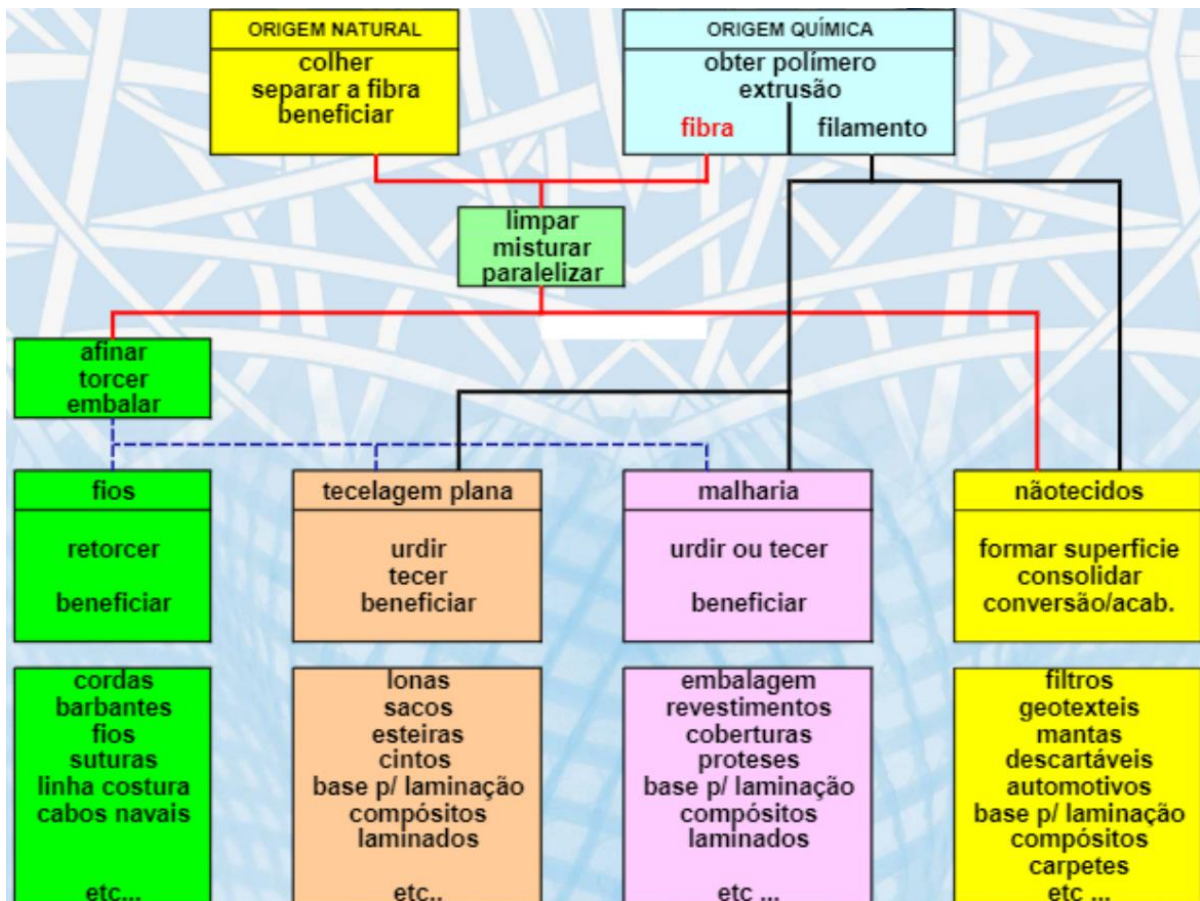 ORIGEM NATURAL
colher
separar a fibra
beneficiar
ORIGEM QUÍMICA
obter polímero
extrusão
fibra
filamento
limpar
misturar
paralelizar
afinar
torcer
embalar
fios
retorcer
beneficiar
tecelagem plana
urdir
tecer
beneficiar
malharia
urdir ou tecer
beneficiar
nãotecidos
formar superficie
consolidar
conversão/acab.
cordas
barbantes
fios
suturas
linha costura
cabos navais
etc...
lonas
sacos
esteiras
cintos
base p/ laminação
compósitos
laminados
etc..
embalagem
revestimentos
coberturas
proteses
base p/ laminação
compósitos
laminados
etc ...
filtros
geotexteis
mantas
descartáveis
automotivos
base p/ laminação
compósitos
carpetes
etc ...